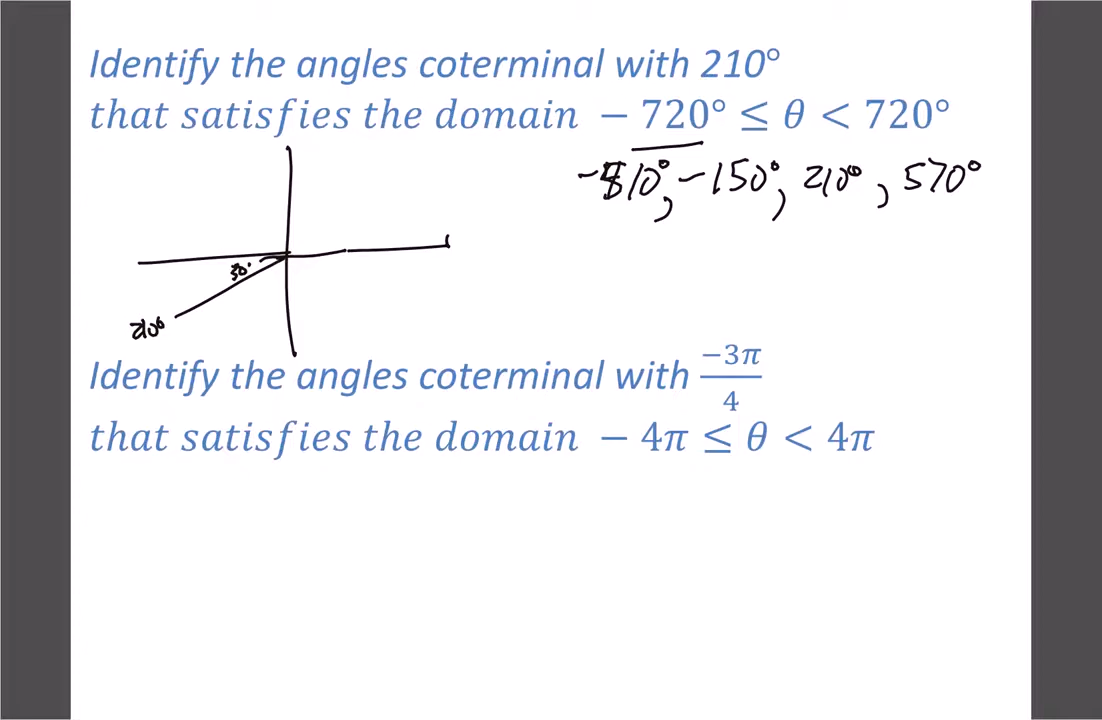 Identify the angles coterminal with 210°
that satisfies the domain − 720° ≤ θ < 720°
-510°, -150°, 210°, 570°
30°
210°
Identify the angles coterminal with −3π/4
that satisfies the domain − 4π ≤ θ < 4π